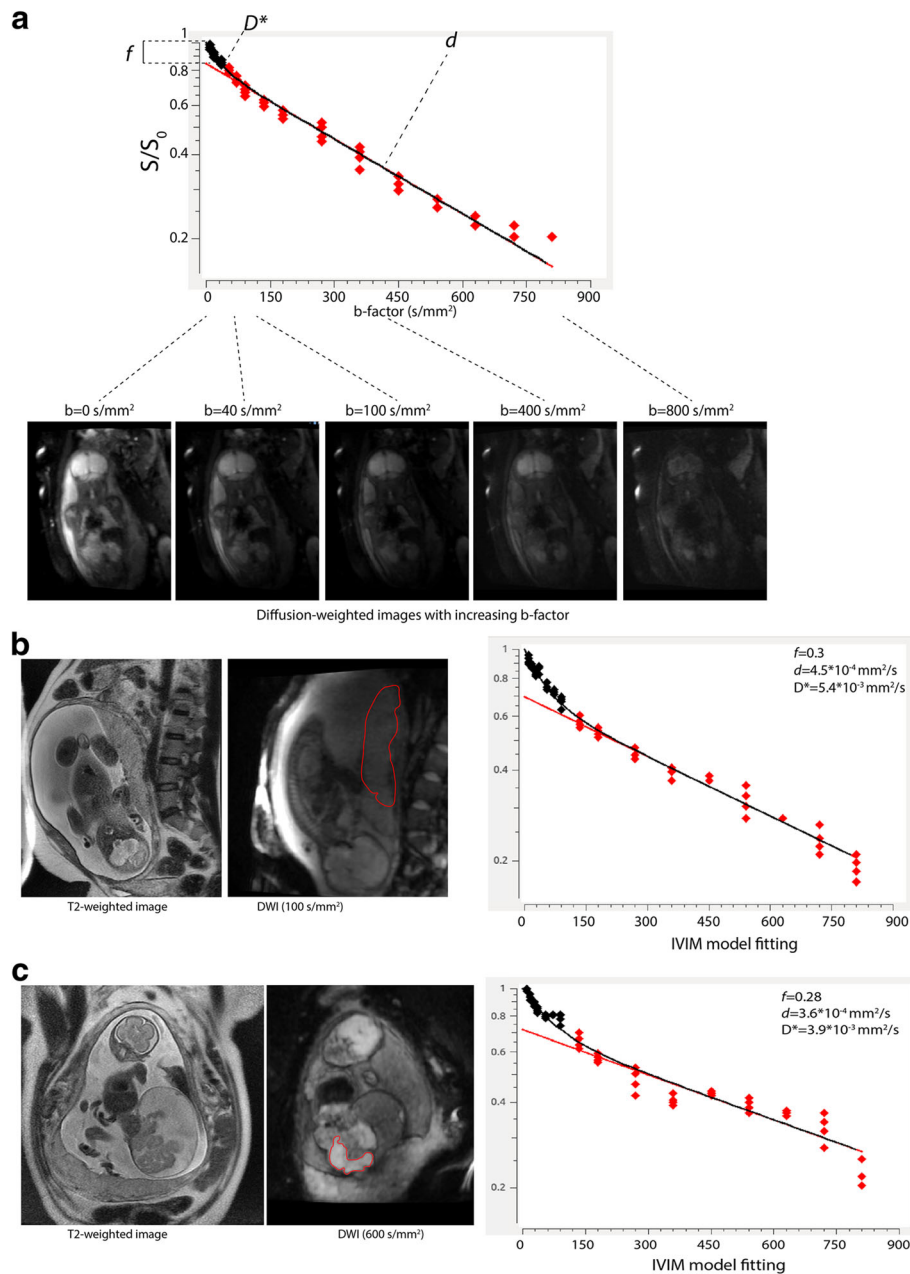 a
D*
d
f
1
0.8
0.6
0.4
0.2
S/S₀
0 150 300 450 600 750 900
b-factor (s/mm²)
b=0 s/mm² b=40 s/mm² b=100 s/mm² b=400 s/mm² b=800 s/mm²
Diffusion-weighted images with increasing b-factor
b
T2-weighted image
DWI (100 s/mm²)
f=0.3
d=4.5*10⁻⁴ mm²/s
D*=5.4*10⁻³ mm²/s
1
0.8
0.6
0.4
0.2
0 150 300 450 600 750 900
IVIM model fitting
c
T2-weighted image
DWI (600 s/mm²)
f=0.28
d=3.6*10⁻⁴ mm²/s
D*=3.9*10⁻³ mm²/s
1
0.8
0.6
0.4
0.2
0 150 300 450 600 750 900
IVIM model fitting